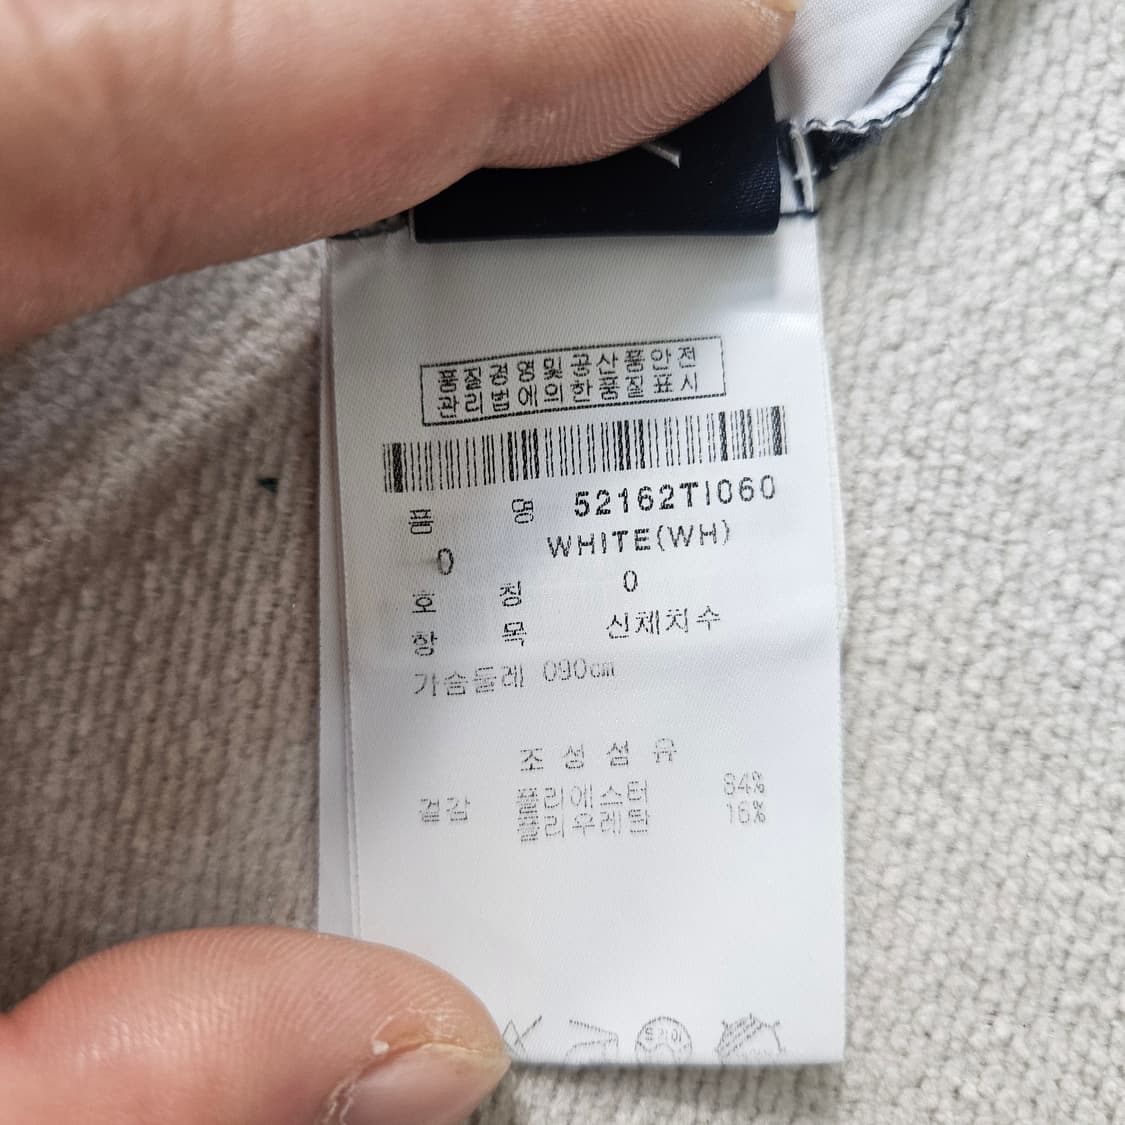 품질경영및공산품안전
관리법에의한품질표시
품 명 52162TI060
0 WHITE(WH)
호 칭 0
항 목 신체치수
가슴둘레 090cm
조성섬유
겉감 폴리에스터 84%
폴리우레탄 16%
드라이